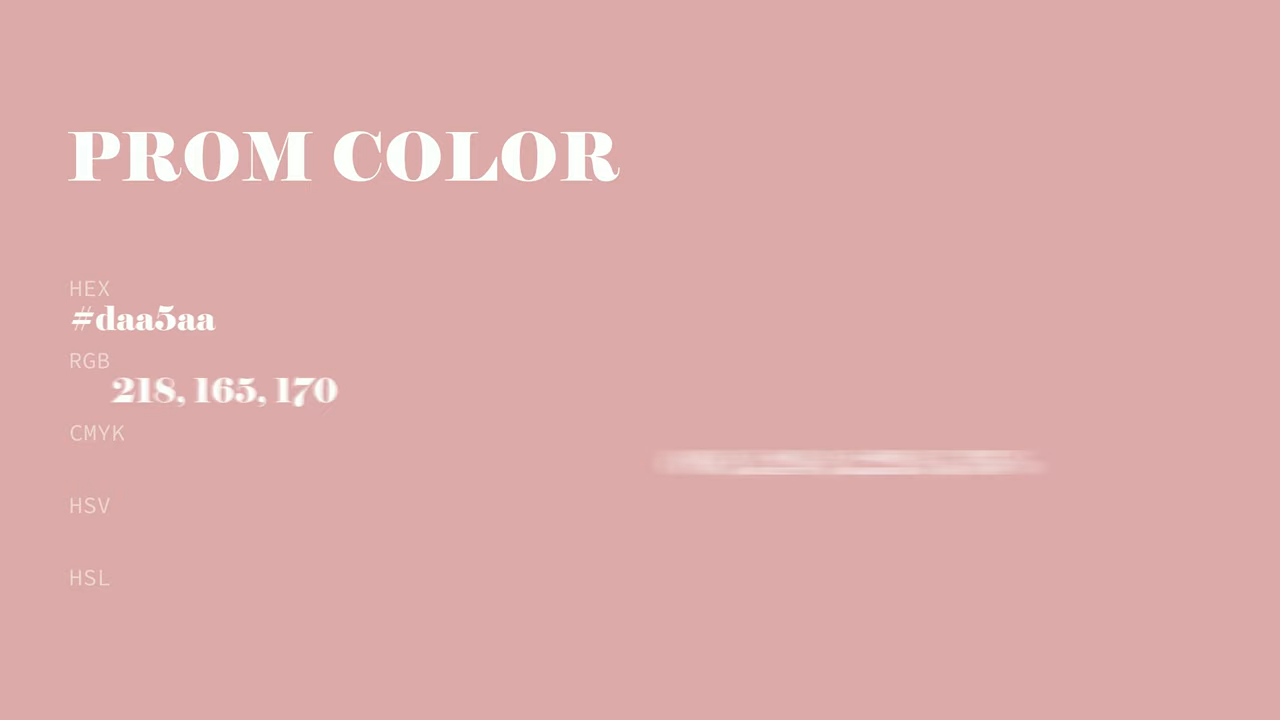 PROM COLOR
HEX
#daa5aa
RGB
218, 165, 170
CMYK
HSV
HSL